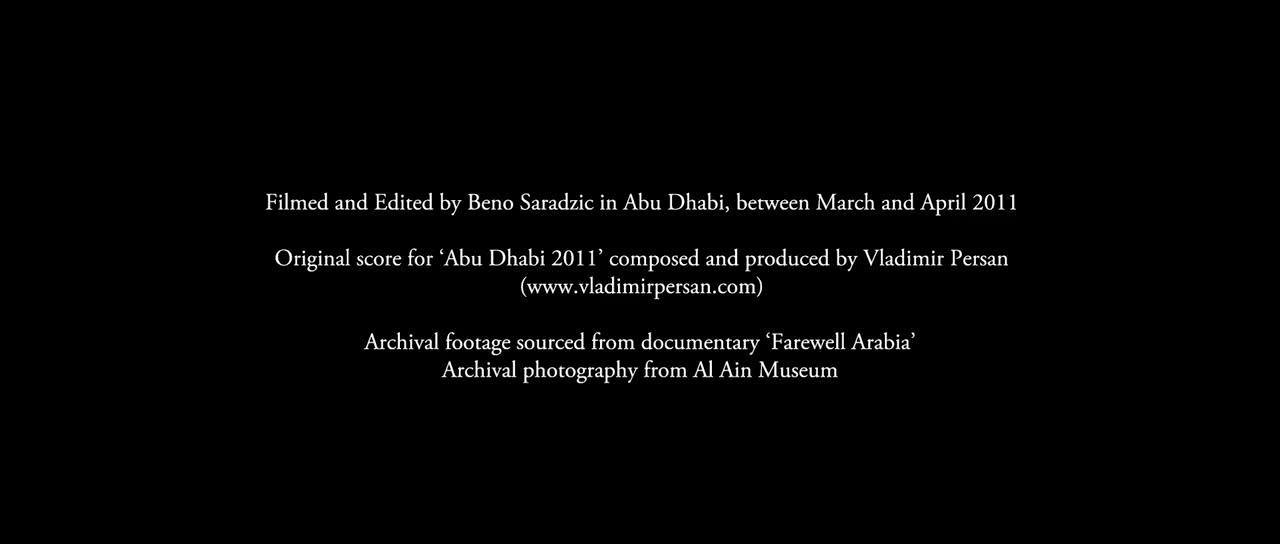 Filmed and Edited by Beno Saradzic in Abu Dhabi, between March and April 2011
Original score for ‘Abu Dhabi 2011’ composed and produced by Vladimir Persan
(www.vladimirpersan.com)
Archival footage sourced from documentary ‘Farewell Arabia’
Archival photography from Al Ain Museum